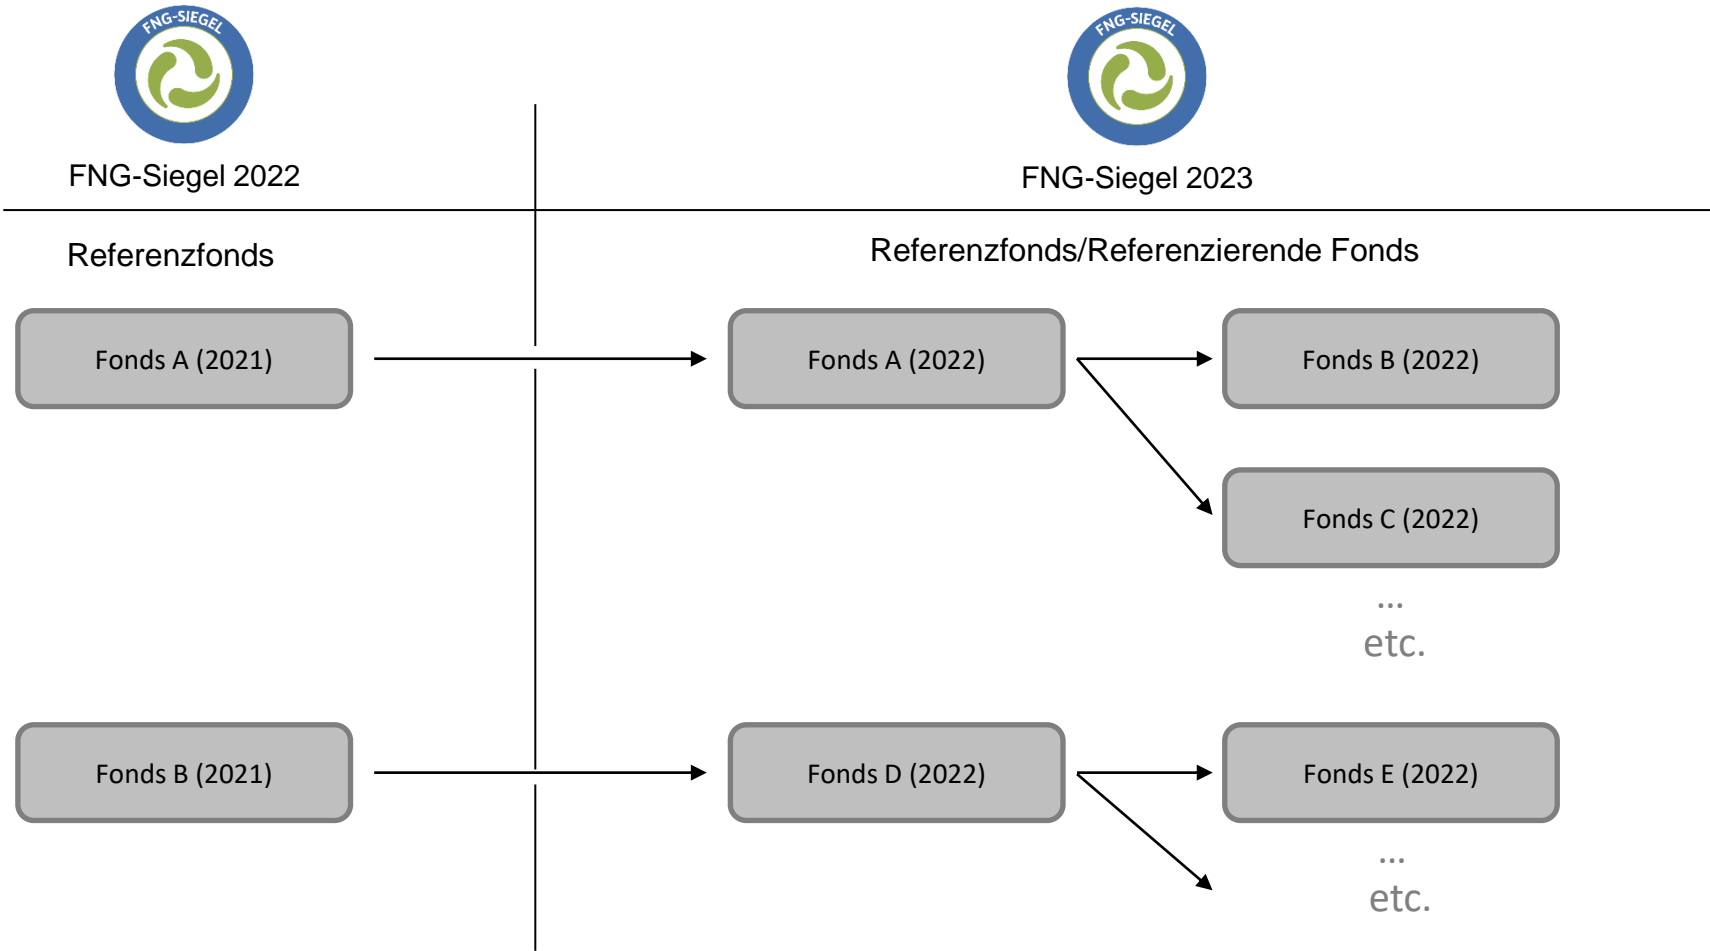 FNG-SIEGEL
FNG-SIEGEL
FNG-Siegel 2022
FNG-Siegel 2023
Referenzfonds
Referenzfonds/Referenzierende Fonds
Fonds A (2021)
Fonds A (2022)
Fonds B (2022)
Fonds C (2022)
...
etc.
Fonds B (2021)
Fonds D (2022)
Fonds E (2022)
...
etc.